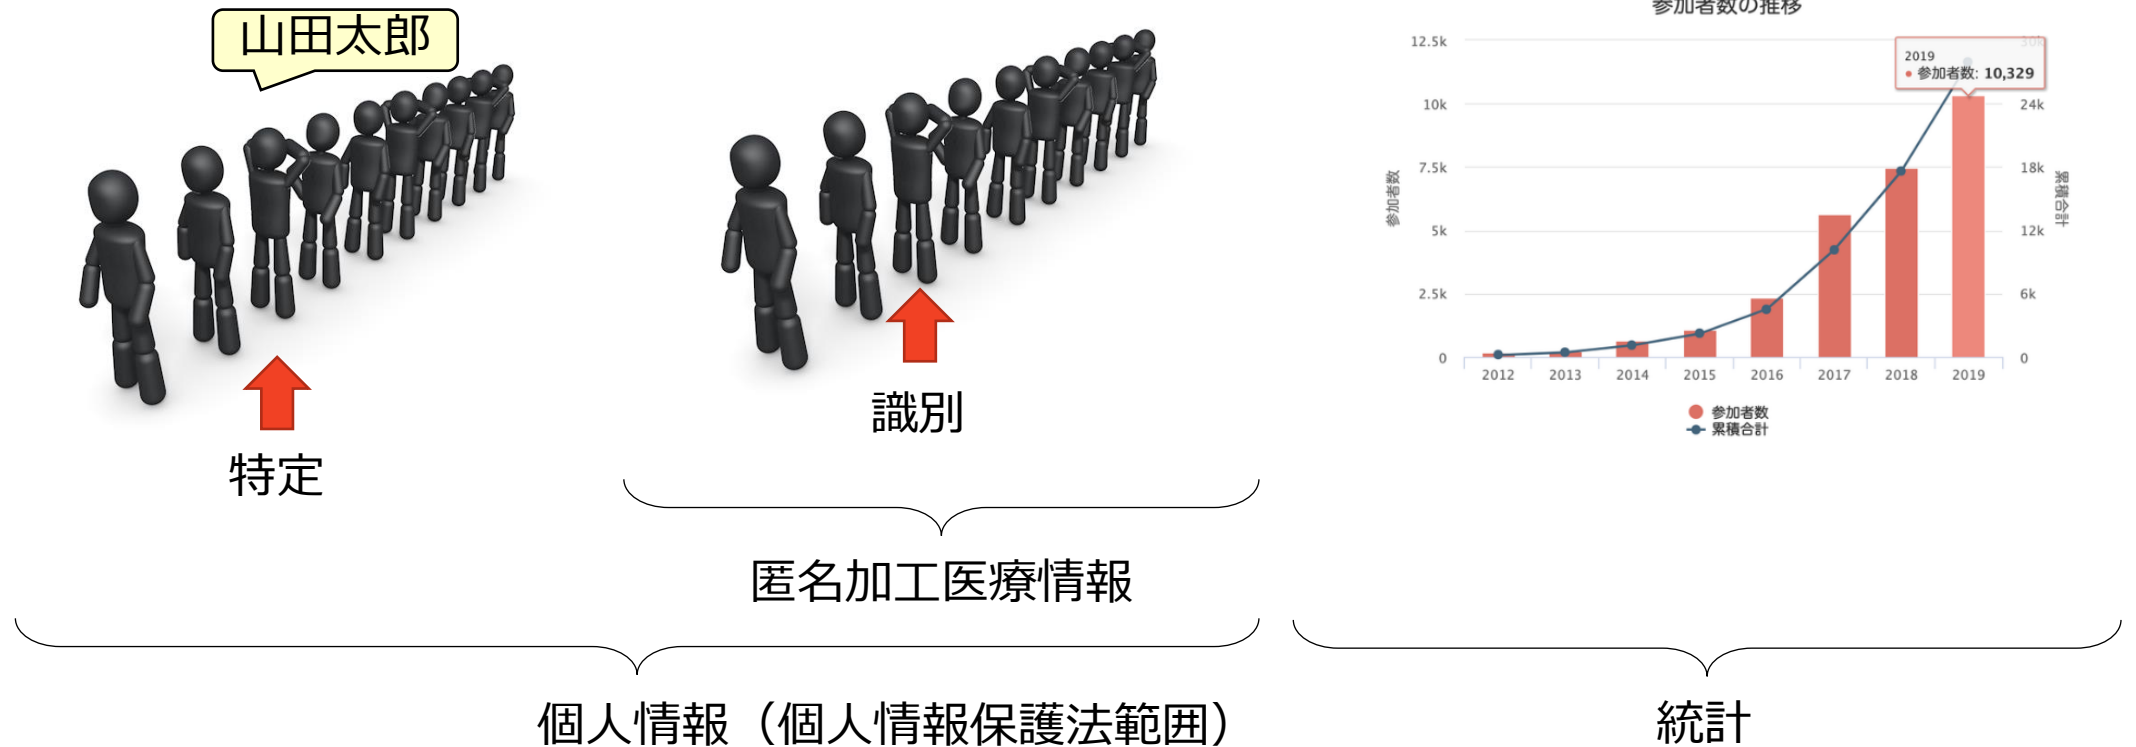 山田太郎
特定
識別
匿名加工医療情報
個人情報（個人情報保護法範囲）
参加者数の推移
12.5k
10k
7.5k
5k
2.5k
0
参加者数
30k
24k
18k
12k
6k
0
累積合計
2019
参加者数: 10,329
2012 2013 2014 2015 2016 2017 2018 2019
参加者数
累積合計
統計